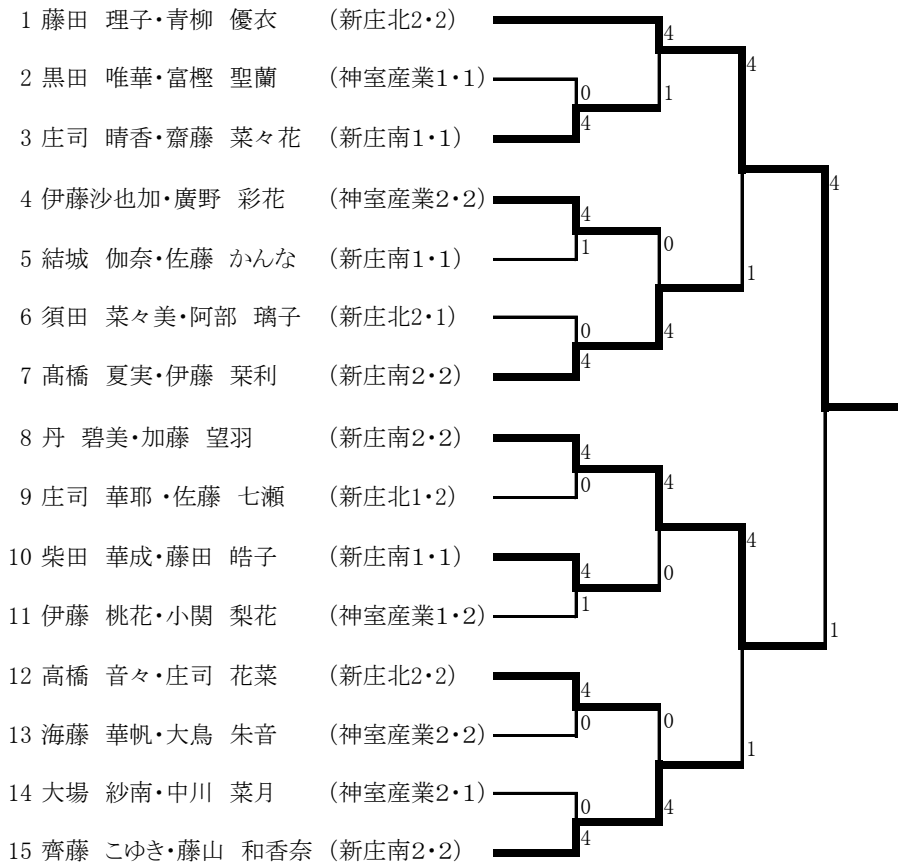 1 藤田 理子・青柳 優衣 (新庄北2・2)
2 黒田 唯華・富樫 聖蘭 (神室産業1・1)
3 庄司 晴香・齋藤 菜々花 (新庄南1・1)
4 伊藤沙也加・廣野 彩花 (神室産業2・2)
5 結城 伽奈・佐藤 かんな (新庄南1・1)
6 須田 菜々美・阿部 璃子 (新庄北2・1)
7 髙橋 夏実・伊藤 栞利 (新庄南2・2)
8 丹 碧美・加藤 望羽 (新庄南2・2)
9 庄司 華耶・佐藤 七瀬 (新庄北1・2)
10 柴田 華成・藤田 皓子 (新庄南1・1)
11 伊藤 桃花・小関 梨花 (神室産業1・2)
12 高橋 音々・庄司 花菜 (新庄北2・2)
13 海藤 華帆・大鳥 朱音 (神室産業2・2)
14 大場 紗南・中川 菜月 (神室産業2・1)
15 齊藤 こゆき・藤山 和香奈 (新庄南2・2)
0
4
4
1
0
4
4
0
4
1
4
0
0
4
4
1
0
4
4
0
0
4
4
1
4
1
4
1